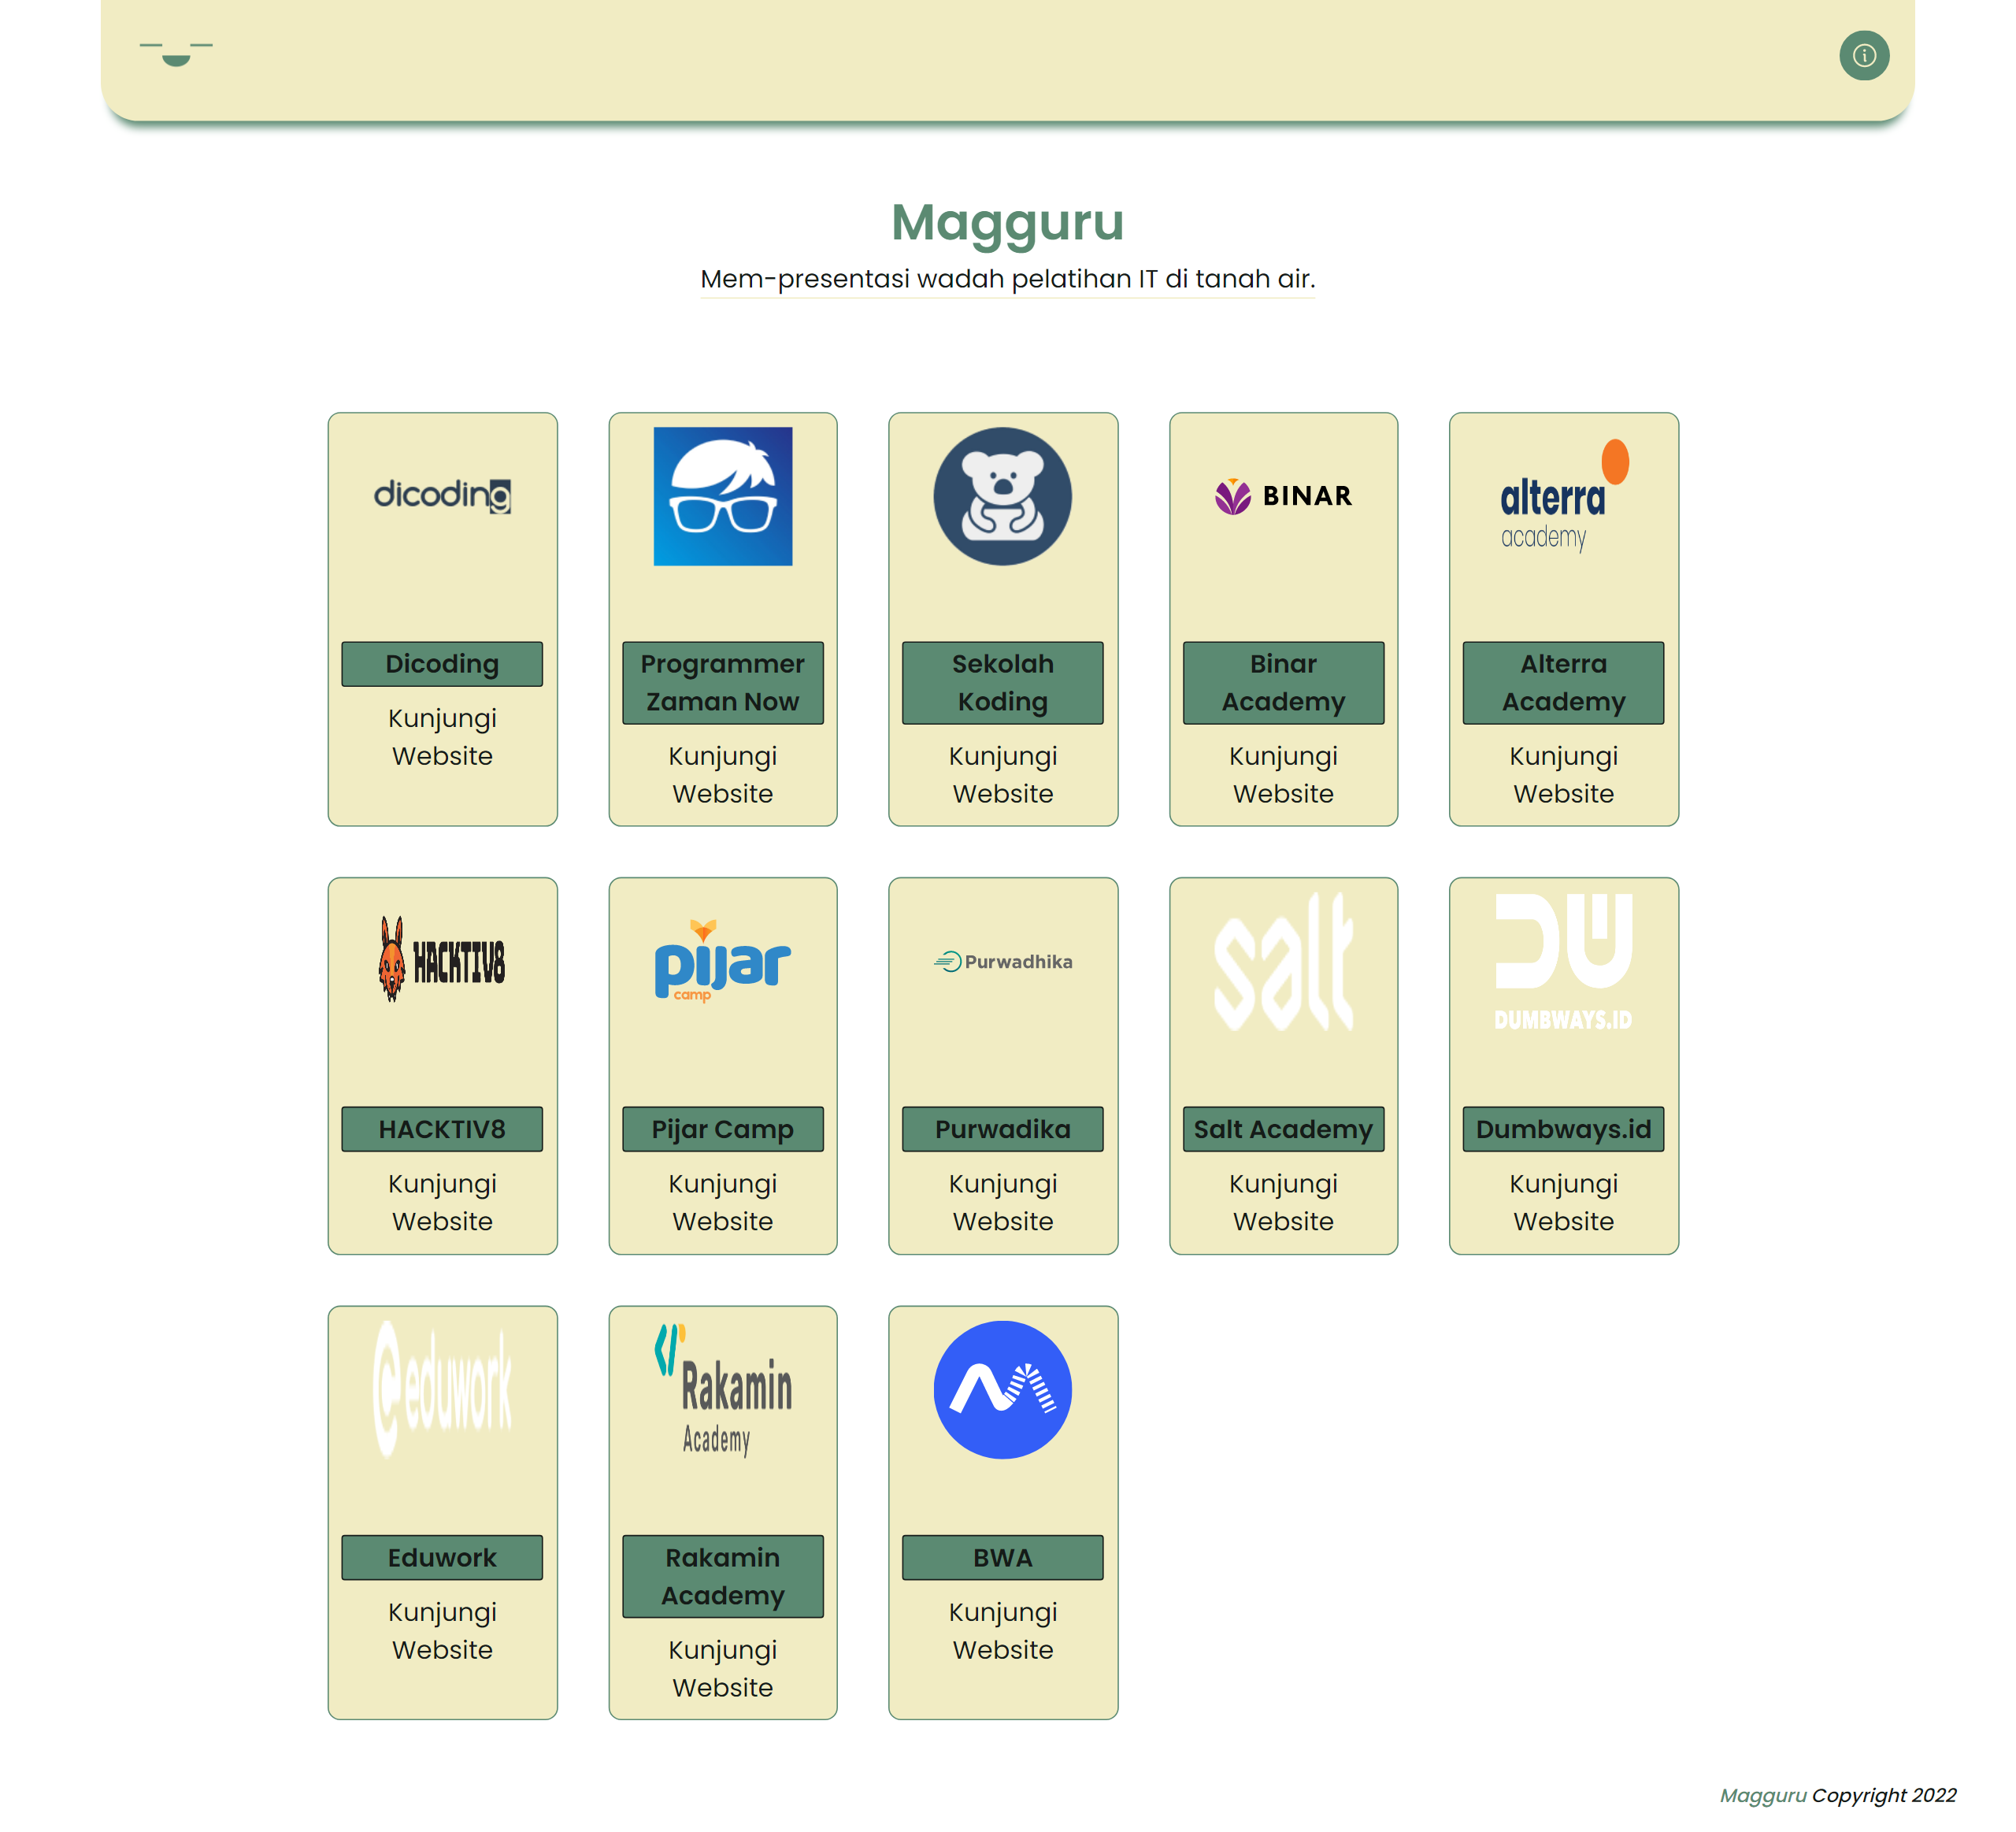 Magguru
Mem-presentasi wadah pelatihan IT di tanah air.
dicoding
BINAR
alterra
academy
Dicoding
Kunjungi
Website
Programmer
Zaman Now
Kunjungi
Website
Sekolah
Koding
Kunjungi
Website
Binar
Academy
Kunjungi
Website
Alterra
Academy
Kunjungi
Website
HACKTIV8
pijar
camp
Purwadhika
salt
DU
DUMBWAYS.ID
HACKTIV8
Kunjungi
Website
Pijar Camp
Kunjungi
Website
Purwadika
Kunjungi
Website
Salt Academy
Kunjungi
Website
Dumbways.id
Kunjungi
Website
eduwork
Rakamin
Academy
Eduwork
Kunjungi
Website
Rakamin
Academy
Kunjungi
Website
BWA
Kunjungi
Website
Magguru Copyright 2022